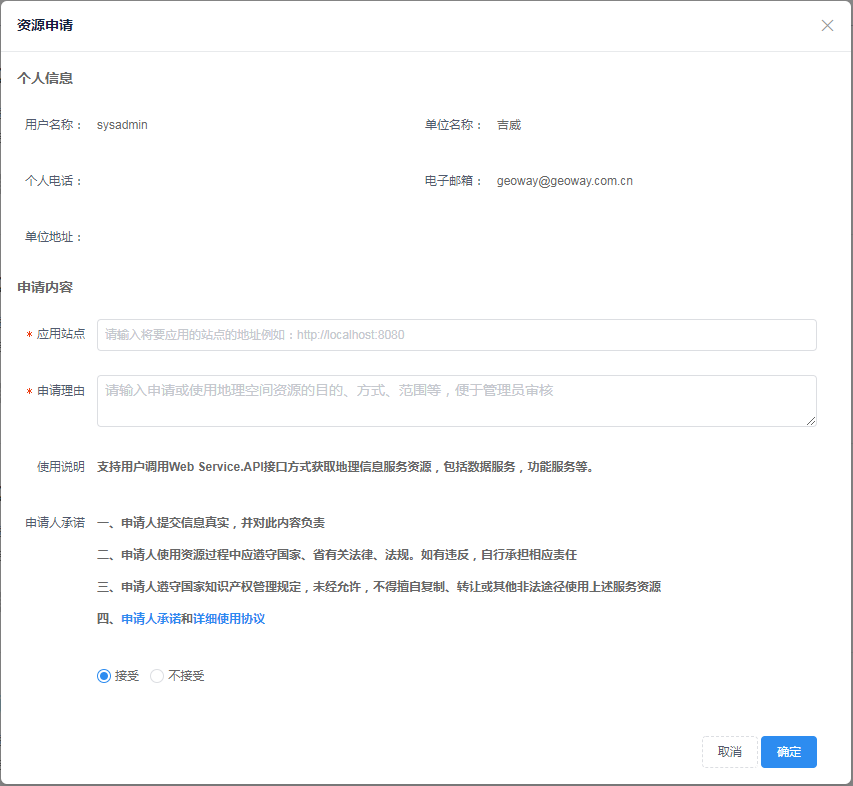 资源申请
个人信息
用户名称： sysadmin 单位名称： 吉威
个人电话： 电子邮箱： geoway@geoway.com.cn
单位地址：
申请内容
* 应用站点 请输入将要应用的站点的地址例如：http://localhost:8080
* 申请理由 请输入申请或使用地理空间资源的目的、方式、范围等，便于管理员审核
使用说明 支持用户调用Web Service.API接口方式获取地理信息服务资源，包括数据服务，功能服务等。
申请人承诺 一、申请人提交信息真实，并对此内容负责
二、申请人使用资源过程中应遵守国家、省有关法律、法规。如有违反，自行承担相应责任
三、申请人遵守国家知识产权管理规定，未经允许，不得擅自复制、转让或其他非法途径使用上述服务资源
四、申请人承诺和详细使用协议
接受 不接受
取消 确定